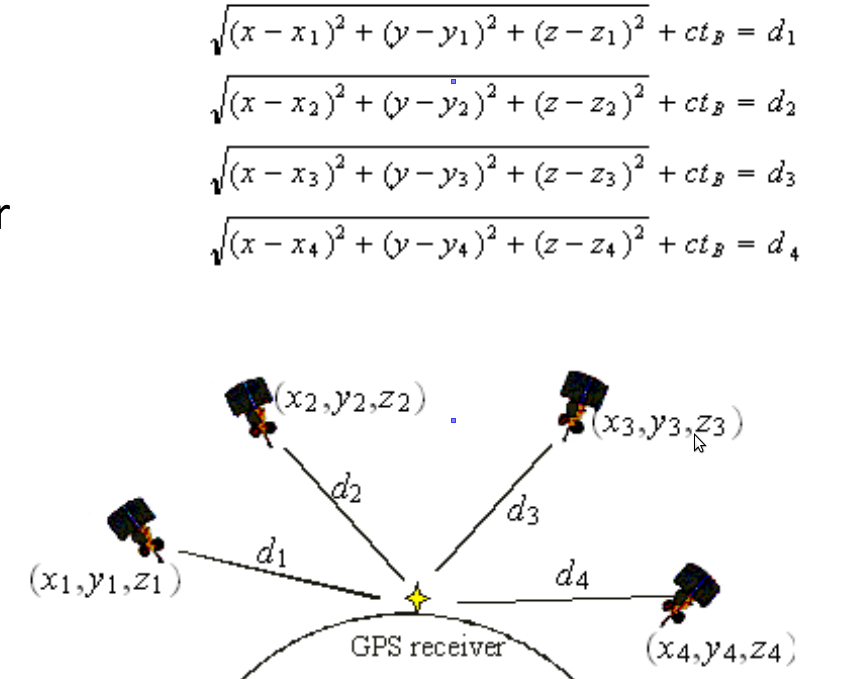 √(x − x₁)² + (y − y₁)² + (z − z₁)² + ct_B = d₁
√(x − x₂)² + (y − y₂)² + (z − z₂)² + ct_B = d₂
√(x − x₃)² + (y − y₃)² + (z − z₃)² + ct_B = d₃
r
√(x − x₄)² + (y − y₄)² + (z − z₄)² + ct_B = d₄
(x₂,y₂,z₂)
(x₃,y₃,z₃)
d₂
d₃
d₁
d₄
(x₁,y₁,z₁)
GPS receiver
(x₄,y₄,z₄)